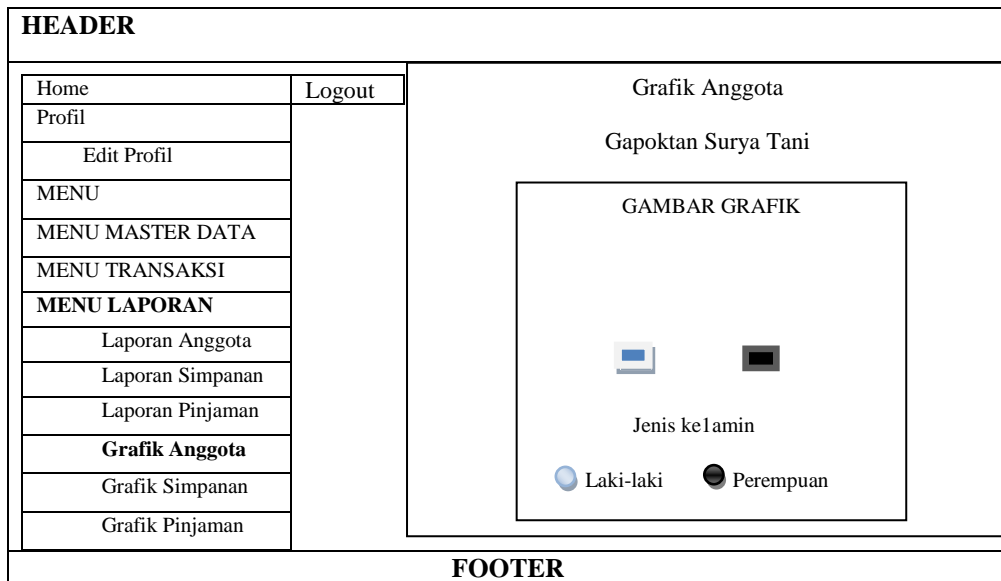 HEADER
Home
Logout
Profil
Edit Profil
MENU
MENU MASTER DATA
MENU TRANSAKSI
MENU LAPORAN
Laporan Anggota
Laporan Simpanan
Laporan Pinjaman
Grafik Anggota
Grafik Simpanan
Grafik Pinjaman
Grafik Anggota
Gapoktan Surya Tani
GAMBAR GRAFIK
Jenis ke1amin
Laki-laki Perempuan
FOOTER